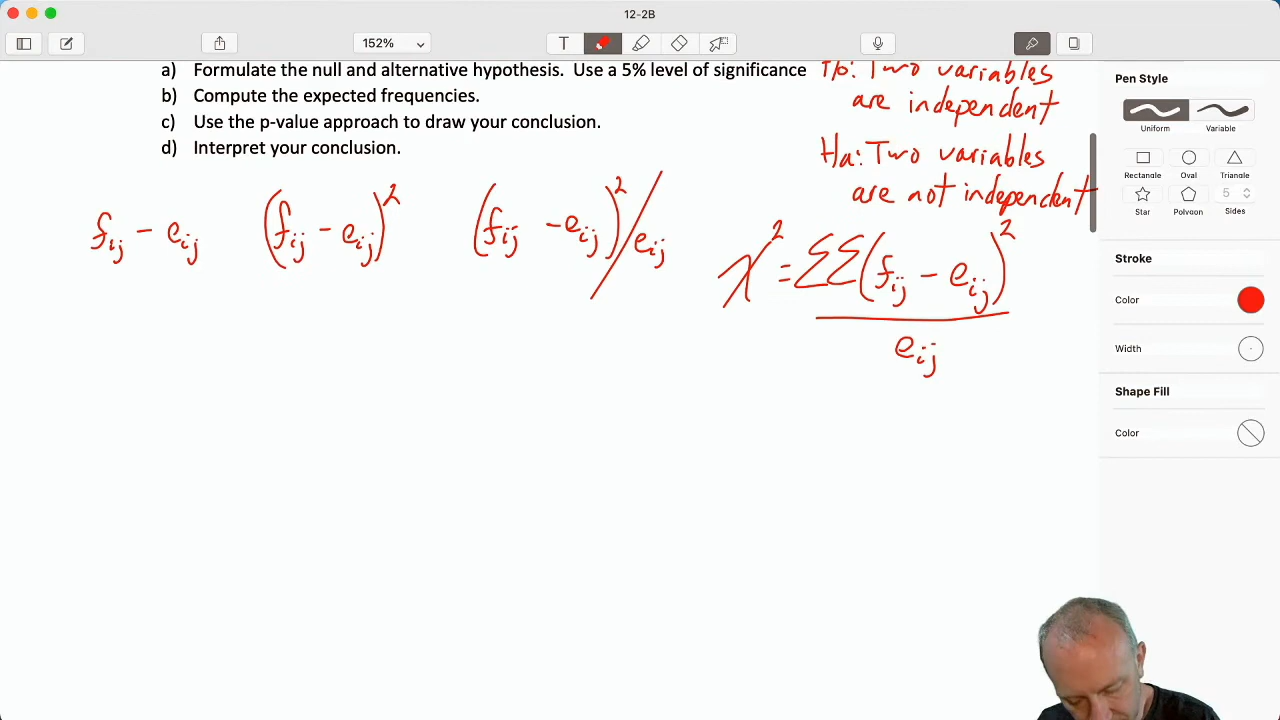 12-2B
152%
T
Pen Style
a) Formulate the null and alternative hypothesis. Use a 5% level of significance
b) Compute the expected frequencies.
c) Use the p-value approach to draw your conclusion.
d) Interpret your conclusion.
Ho: Two variables
are independent
Ha: Two variables
are not independent
fij - eij
(fij - eij)²
(fij - eij)²/eij
χ² = ΣΣ(fij - eij)²
eij
Uniform Variable
Rectangle Oval Triangle
5
Star Polygon Sides
Stroke
Color
Width
Shape Fill
Color